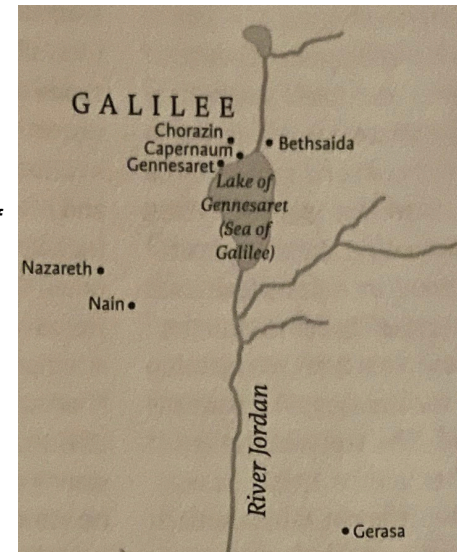 GALILEE
Chorazin
Capernaum
Bethsaida
Gennesaret
Lake of
Gennesaret
(Sea of
Galilee)
Nazareth
Nain
River Jordan
Gerasa